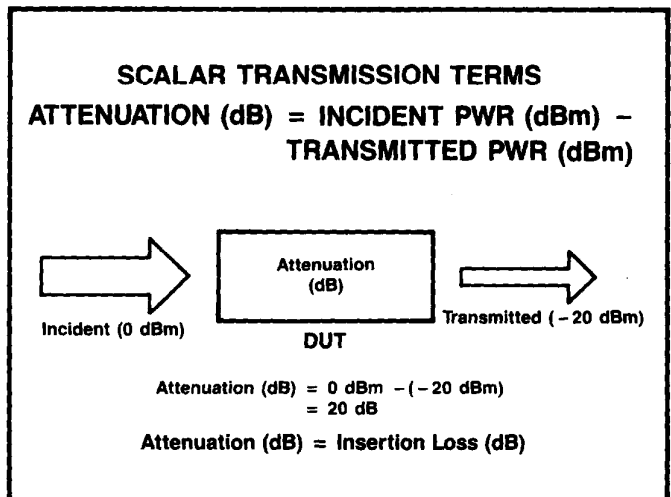 SCALAR TRANSMISSION TERMS
ATTENUATION (dB) = INCIDENT PWR (dBm) –
TRANSMITTED PWR (dBm)
Attenuation
(dB)
Incident (0 dBm)
Transmitted (–20 dBm)
DUT
Attenuation (dB) = 0 dBm –(–20 dBm)
= 20 dB
Attenuation (dB) = Insertion Loss (dB)